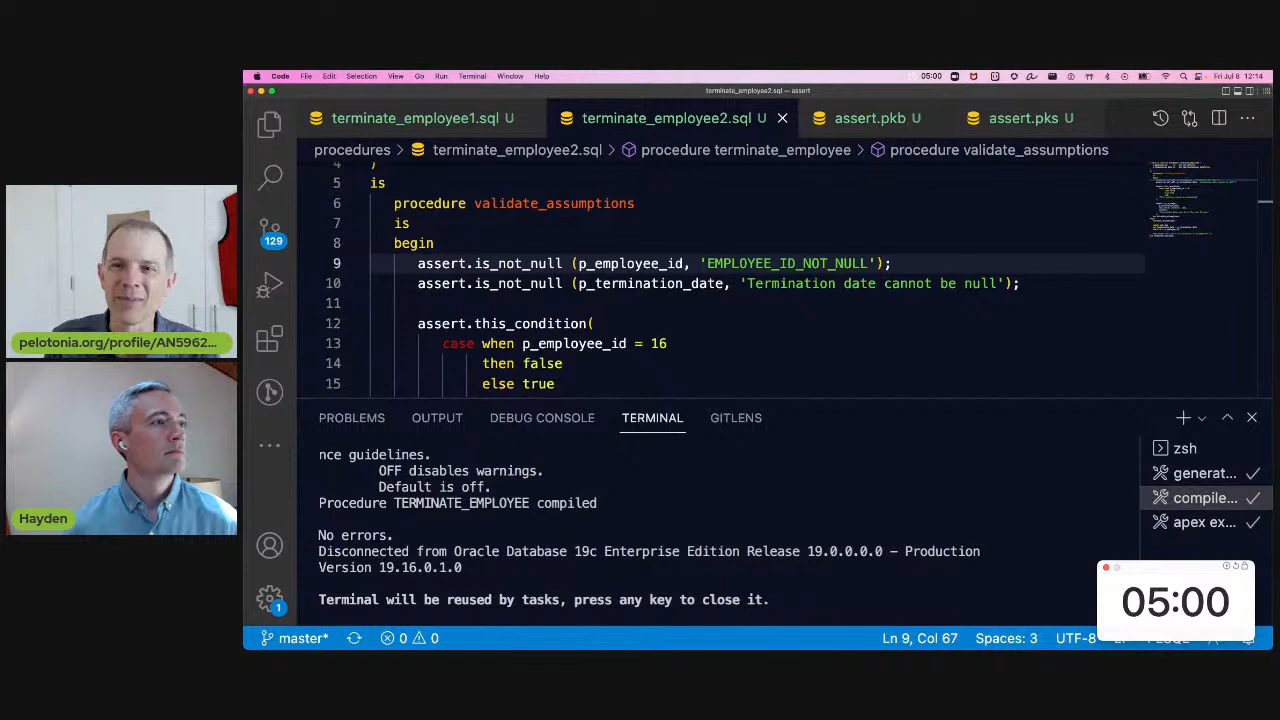 Code File Edit Selection View Go Run Terminal Window Help 05:00 Fri Jul 8 12:14
terminate_employee2.sql — assert
terminate_employee1.sql U terminate_employee2.sql U assert.pkb U assert.pks U
procedures > terminate_employee2.sql > procedure terminate_employee > procedure validate_assumptions
4 )
5 is
6 procedure validate_assumptions
7 is
8 begin
9 assert.is_not_null (p_employee_id, 'EMPLOYEE_ID_NOT_NULL');
10 assert.is_not_null (p_termination_date, 'Termination date cannot be null');
11
12 assert.this_condition(
13 case when p_employee_id = 16
14 then false
15 else true
129
PROBLEMS OUTPUT DEBUG CONSOLE TERMINAL GITLENS
nce guidelines.
OFF disables warnings.
Default is off.
Procedure TERMINATE_EMPLOYEE compiled
No errors.
Disconnected from Oracle Database 19c Enterprise Edition Release 19.0.0.0.0 - Production
Version 19.16.0.1.0
Terminal will be reused by tasks, press any key to close it.
zsh
generat...
compile...
apex ex...
05:00
1
master* 0 0 Ln 9, Col 67 Spaces: 3 UTF-8
pelotonia.org/profile/AN5962...
Hayden